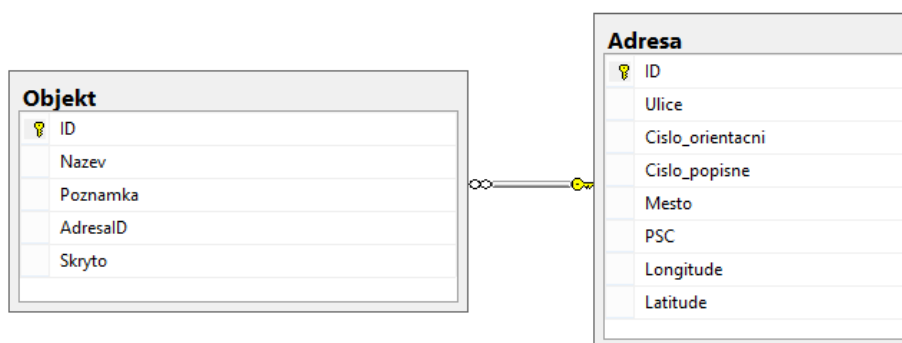 Objekt
ID
Nazev
Poznamka
AdresaID
Skryto
Adresa
ID
Ulice
Cislo_orientacni
Cislo_popisne
Mesto
PSC
Longitude
Latitude